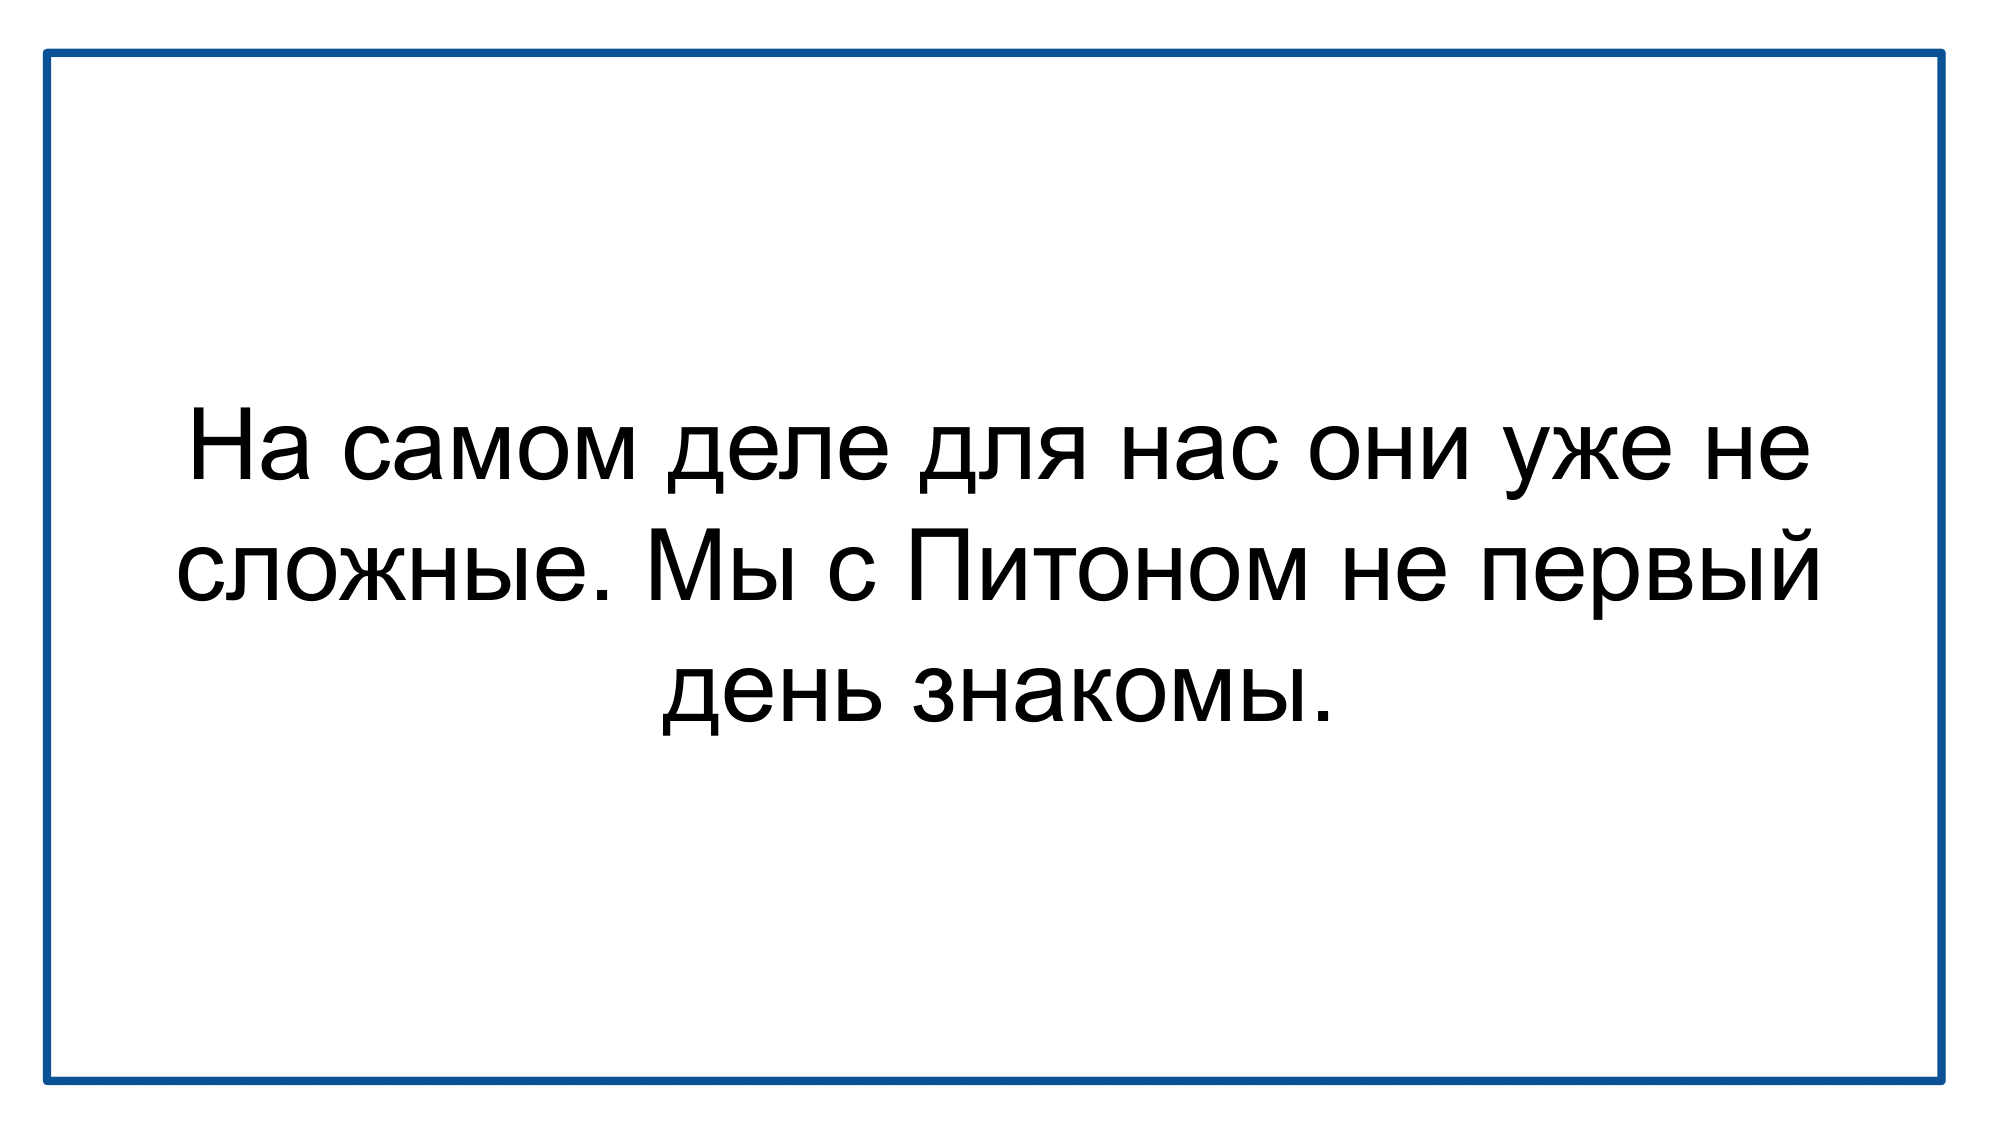 На самом деле для нас они уже не
сложные. Мы с Питоном не первый
день знакомы.